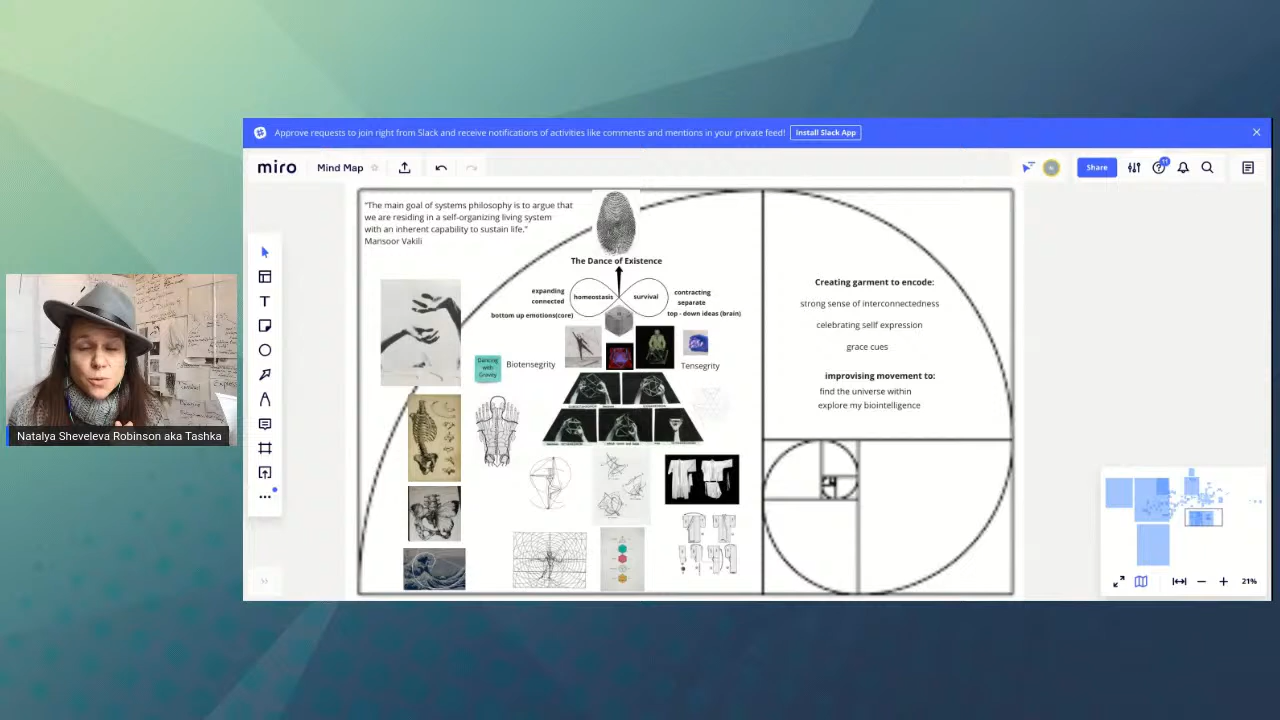 Approve requests to join right from Slack and receive notifications of activities like comments and mentions in your private feed!
Install Slack App
miro
Mind Map
Share
"The main goal of systems philosophy is to argue that
we are residing in a self-organizing living system
with an inherent capability to sustain life."
Mansoor Vakili
The Dance of Existence
expanding
connected
homeostasis
survival
contracting
separate
bottom up emotions(core)
top - down ideas (brain)
Dancing
with
Gravity
Biotensegrity
Tensegrity
Creating garment to encode:
strong sense of interconnectedness
celebrating sellf expression
grace cues
improvising movement to:
find the universe within
explore my biointelligence
Natalya Sheveleva Robinson aka Tashka
21%